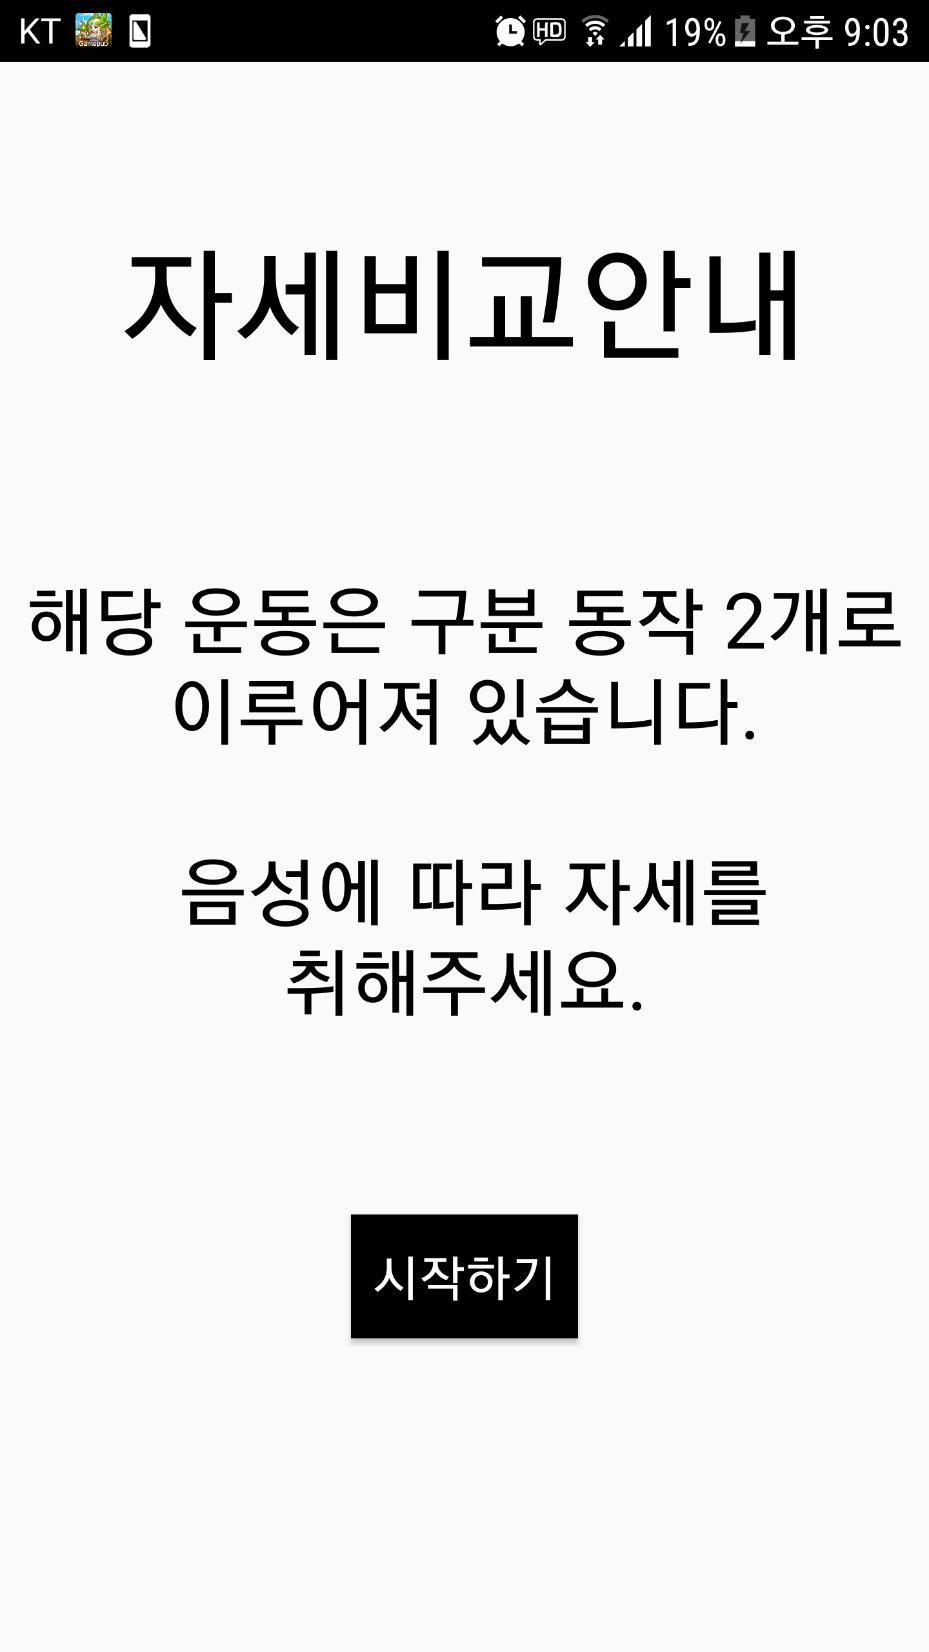 KT
Gamepub
HD
19%
오후 9:03
자세비교안내
해당 운동은 구분 동작 2개로
이루어져 있습니다.
음성에 따라 자세를
취해주세요.
시작하기